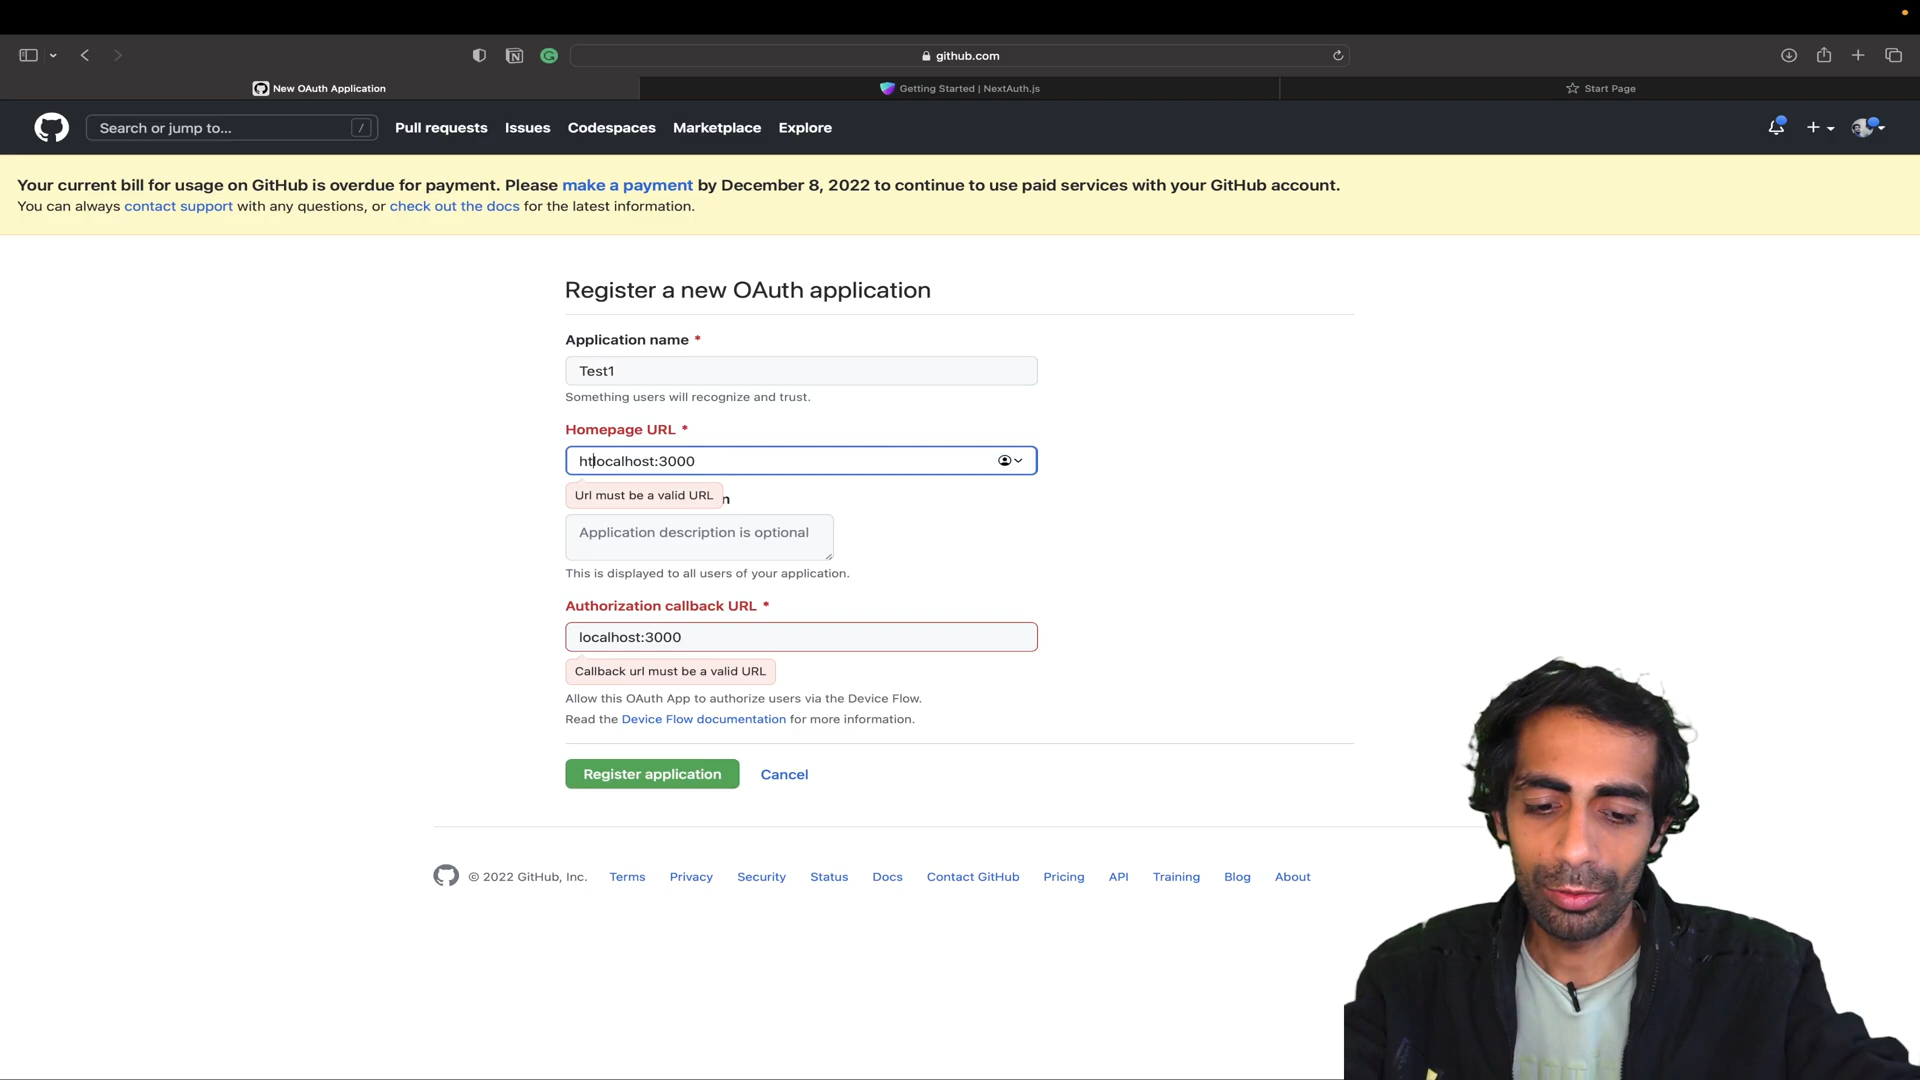 github.com
New OAuth Application
Getting Started | NextAuth.js
Start Page
Search or jump to...
/
Pull requests
Issues
Codespaces
Marketplace
Explore
Your current bill for usage on GitHub is overdue for payment. Please make a payment by December 8, 2022 to continue to use paid services with your GitHub account.
You can always contact support with any questions, or check out the docs for the latest information.
Register a new OAuth application
Application name *
Test1
Something users will recognize and trust.
Homepage URL *
htlocalhost:3000
Url must be a valid URL
n
Application description is optional
This is displayed to all users of your application.
Authorization callback URL *
localhost:3000
Callback url must be a valid URL
Allow this OAuth App to authorize users via the Device Flow.
Read the Device Flow documentation for more information.
Register application
Cancel
© 2022 GitHub, Inc.
Terms
Privacy
Security
Status
Docs
Contact GitHub
Pricing
API
Training
Blog
About